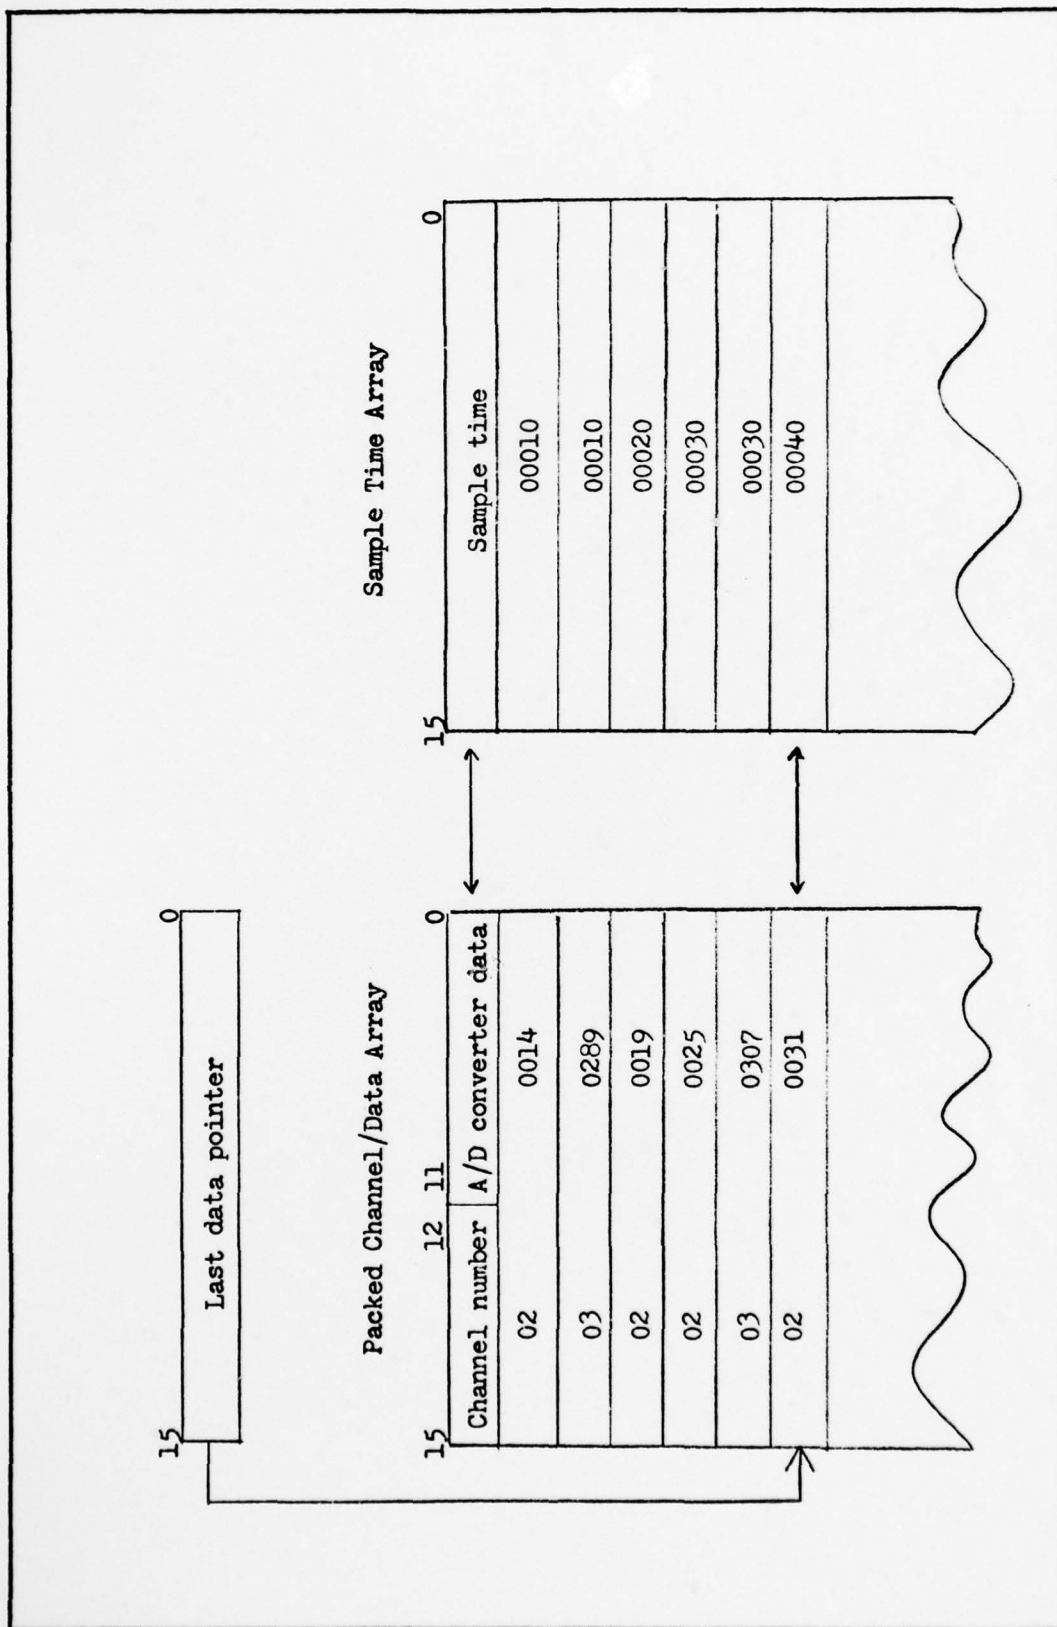 15 0
Last data pointer
Packed Channel/Data Array Sample Time Array
15 12 11 0 15 0
Channel number A/D converter data Sample time
02 0014 00010
03 0289 00010
02 0019 00020
02 0025 00030
03 0307 00030
02 0031 00040